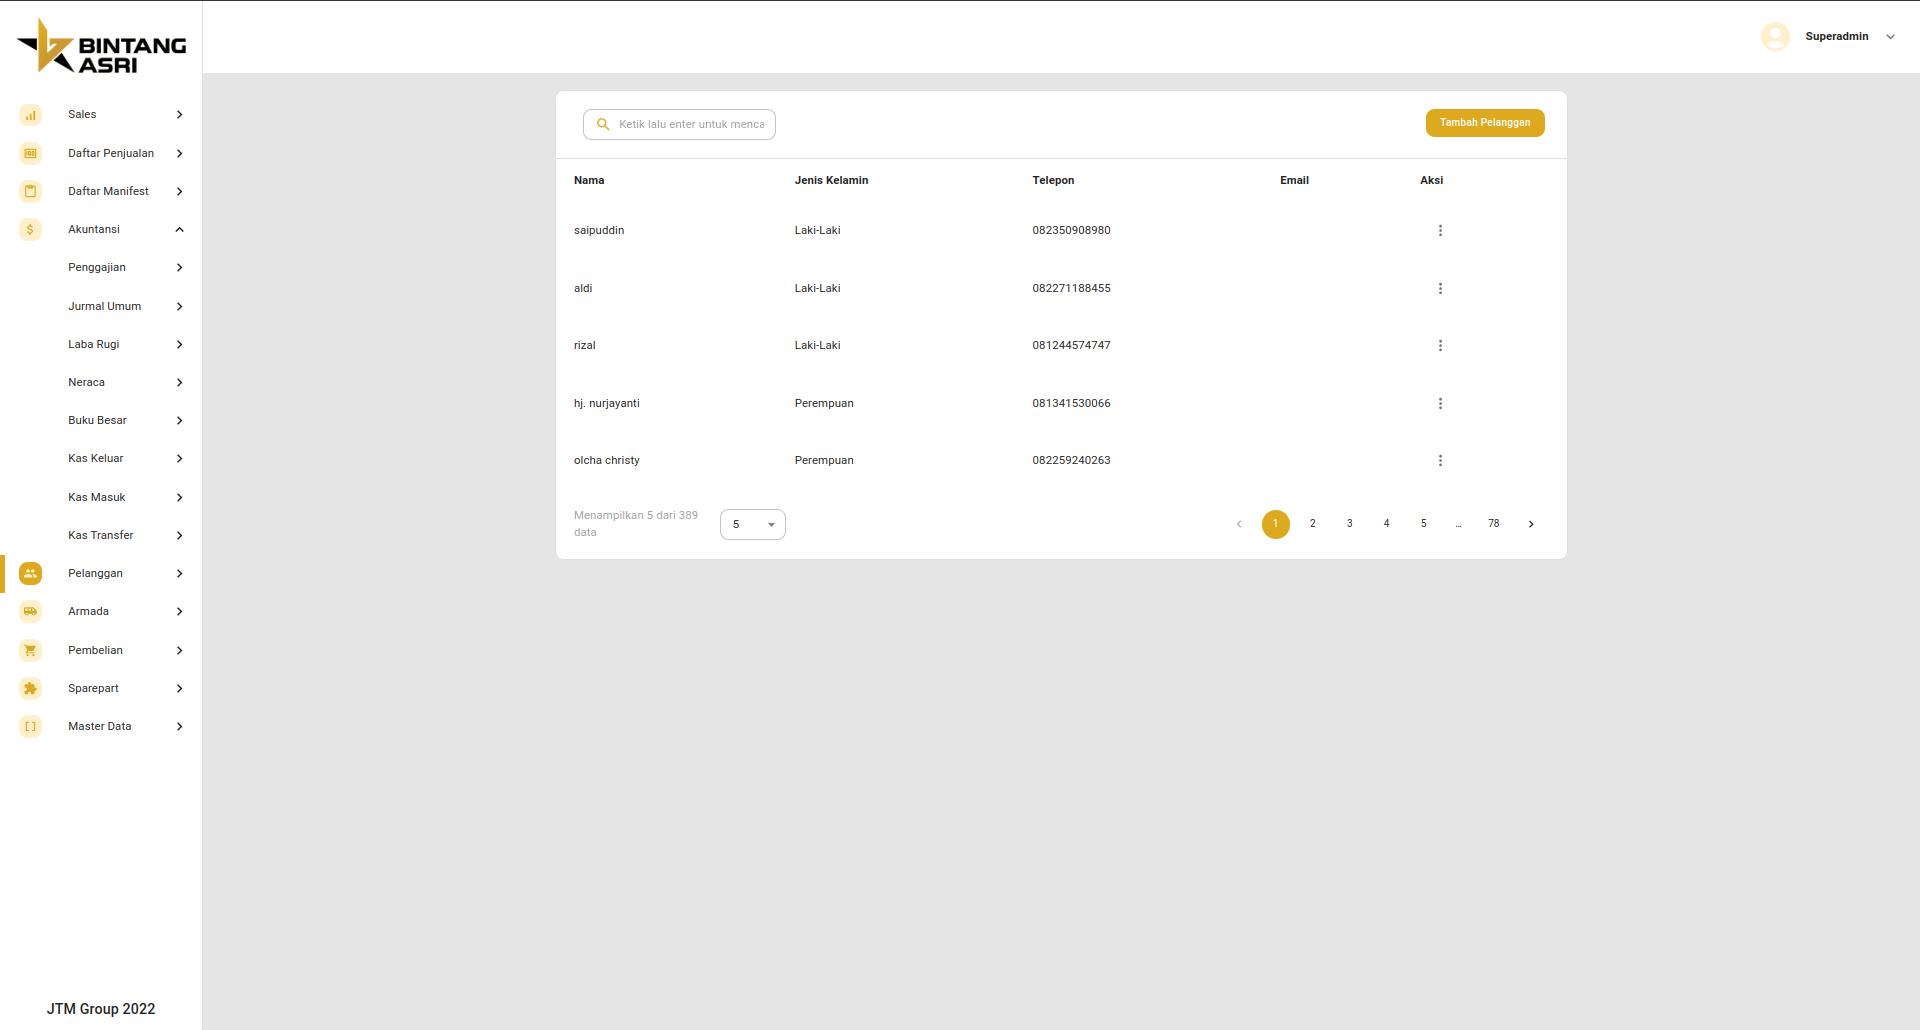 BINTANG
ASRI
Superadmin
Sales
Daftar Penjualan
Daftar Manifest
Akuntansi
Penggajian
Jurmal Umum
Laba Rugi
Neraca
Buku Besar
Kas Keluar
Kas Masuk
Kas Transfer
Pelanggan
Armada
Pembelian
Sparepart
Master Data
JTM Group 2022
Ketik lalu enter untuk menca
Tambah Pelanggan
Nama Jenis Kelamin Telepon Email Aksi
saipuddin Laki-Laki 082350908980
aldi Laki-Laki 082271188455
rizal Laki-Laki 081244574747
hj. nurjayanti Perempuan 081341530066
olcha christy Perempuan 082259240263
Menampilkan 5 dari 389
data
5
1 2 3 4 5 ... 78